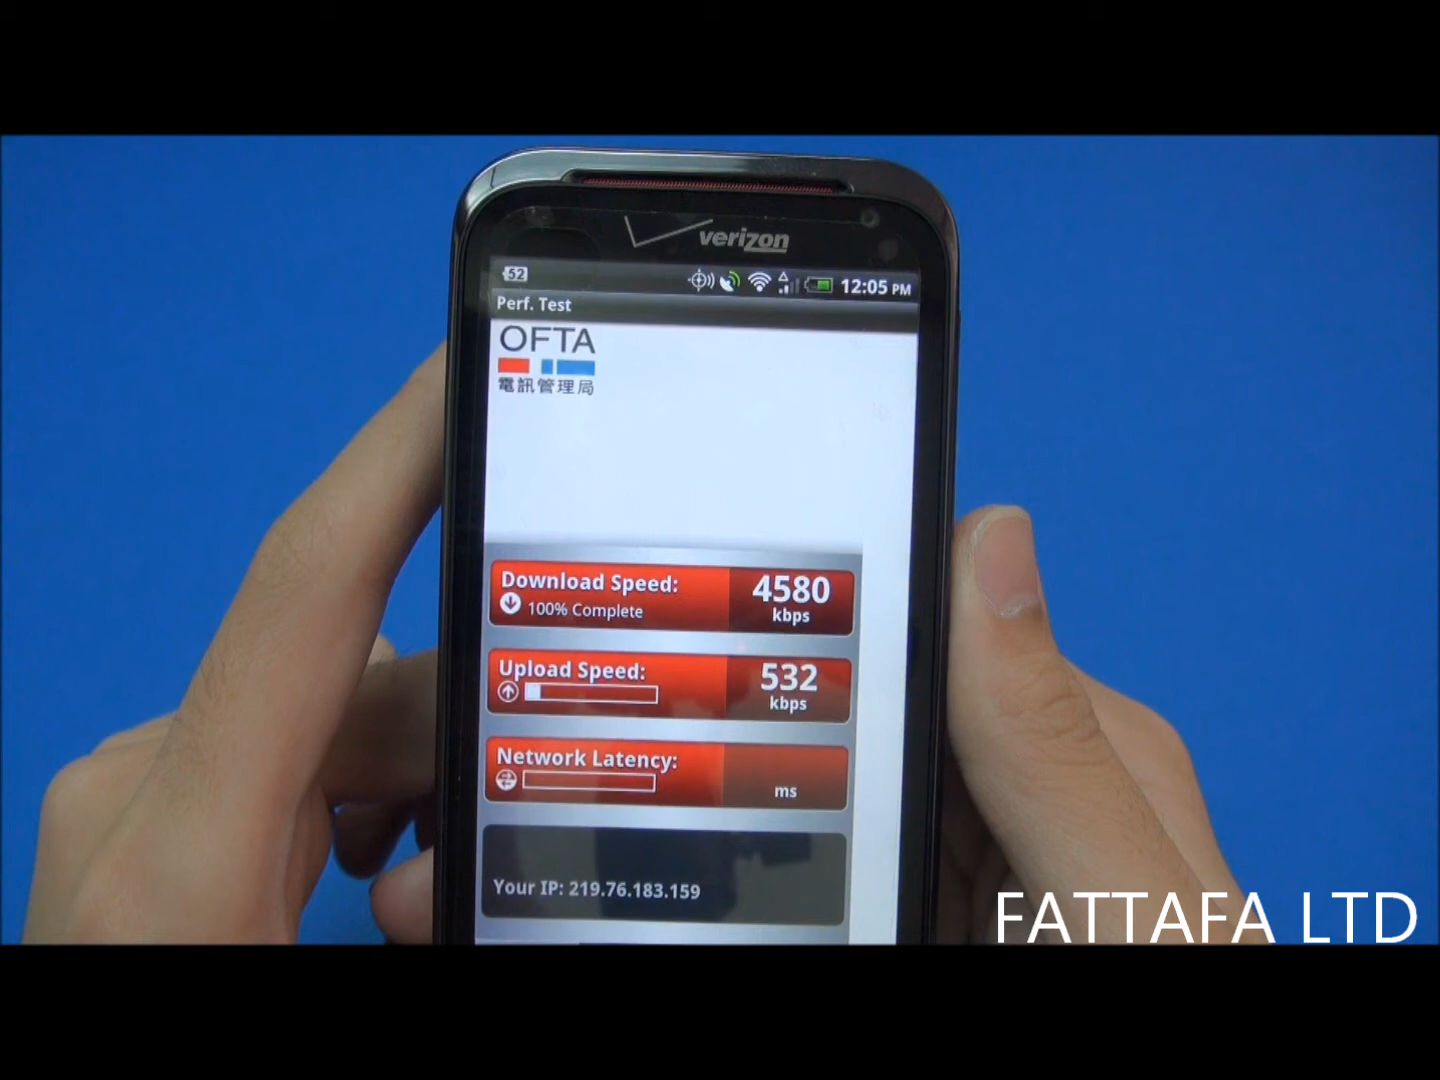 verizon
52
12:05 PM
Perf. Test
OFTA
電訊管理局
Download Speed:
100% Complete
4580
kbps
Upload Speed:
532
kbps
Network Latency:
ms
Your IP: 219.76.183.159
FATTAFA LTD